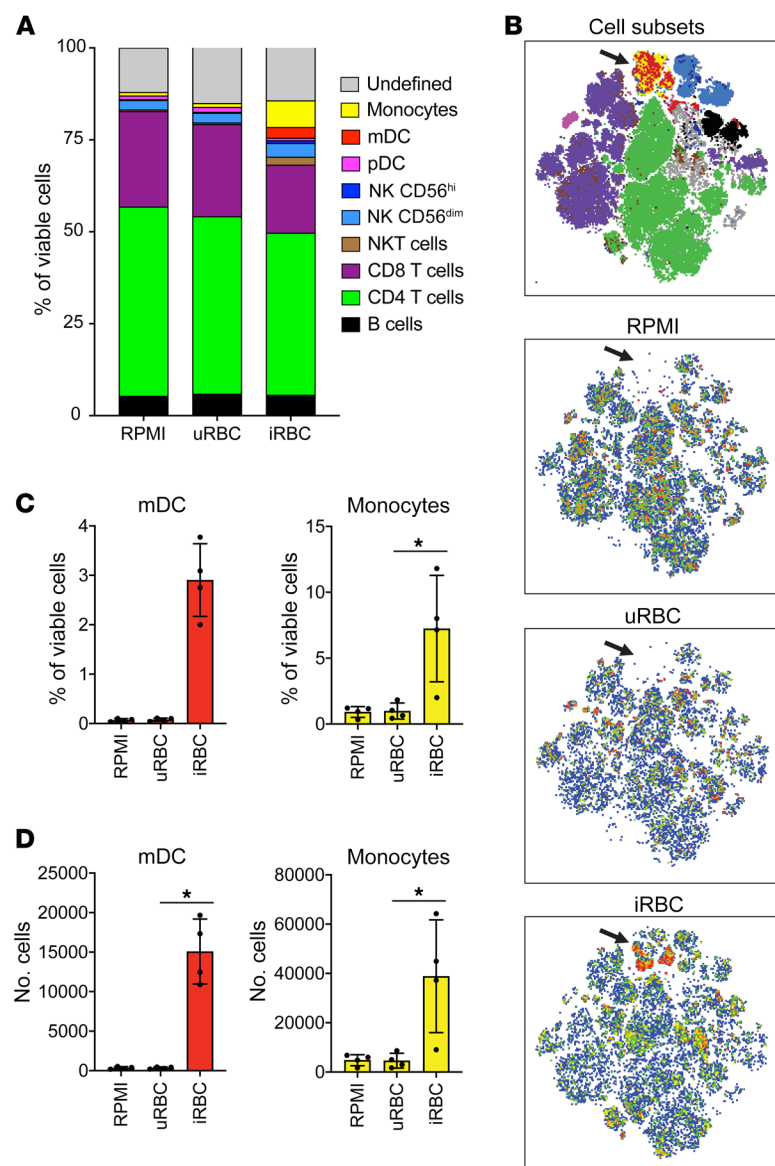 A
100
75
50
25
0
% of viable cells
RPMI
uRBC
iRBC
Undefined
Monocytes
mDC
pDC
NK CD56hi
NK CD56dim
NKT cells
CD8 T cells
CD4 T cells
B cells
B
Cell subsets
RPMI
uRBC
iRBC
C
mDC
4
3
2
1
0
% of viable cells
RPMI
uRBC
iRBC
Monocytes
15
10
5
0
% of viable cells
*
RPMI
uRBC
iRBC
D
mDC
25000
20000
15000
10000
5000
0
No. cells
*
RPMI
uRBC
iRBC
Monocytes
80000
60000
40000
20000
0
No. cells
*
RPMI
uRBC
iRBC